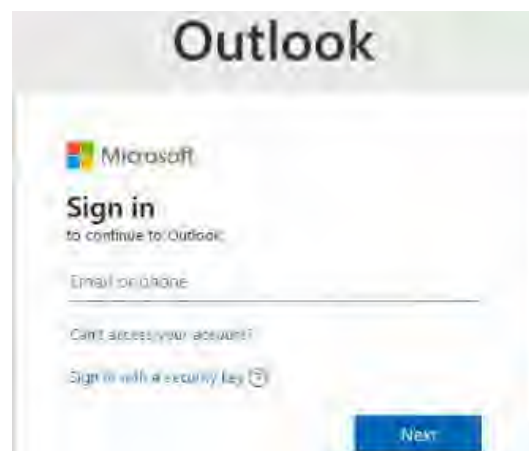 Outlook
Microsoft
Sign in
to continue to Outlook
Email or phone
Can't access your account?
Sign in with a security key
Next